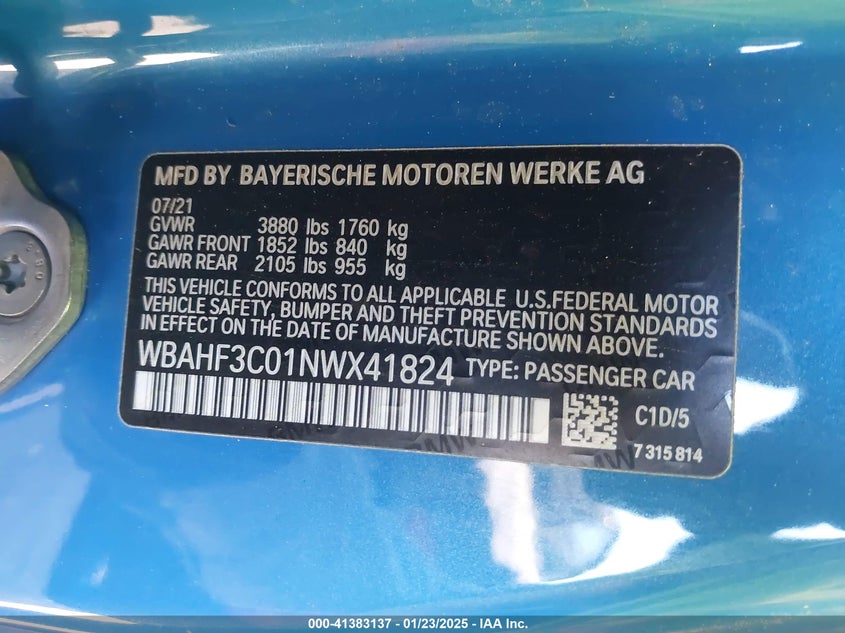 MFD BY BAYERISCHE MOTOREN WERKE AG
07/21
GVWR 3880 lbs 1760 kg
GAWR FRONT 1852 lbs 840 kg
GAWR REAR 2105 lbs 955 kg
THIS VEHICLE CONFORMS TO ALL APPLICABLE U.S.FEDERAL MOTOR
VEHICLE SAFETY, BUMPER AND THEFT PREVENTION STANDARDS
IN EFFECT ON THE DATE OF MANUFACTURE SHOWN ABOVE.
WBAHF3C01NWX41824 TYPE: PASSENGER CAR
C1D/5
7 315 814
000-41383137 - 01/23/2025 - IAA Inc.